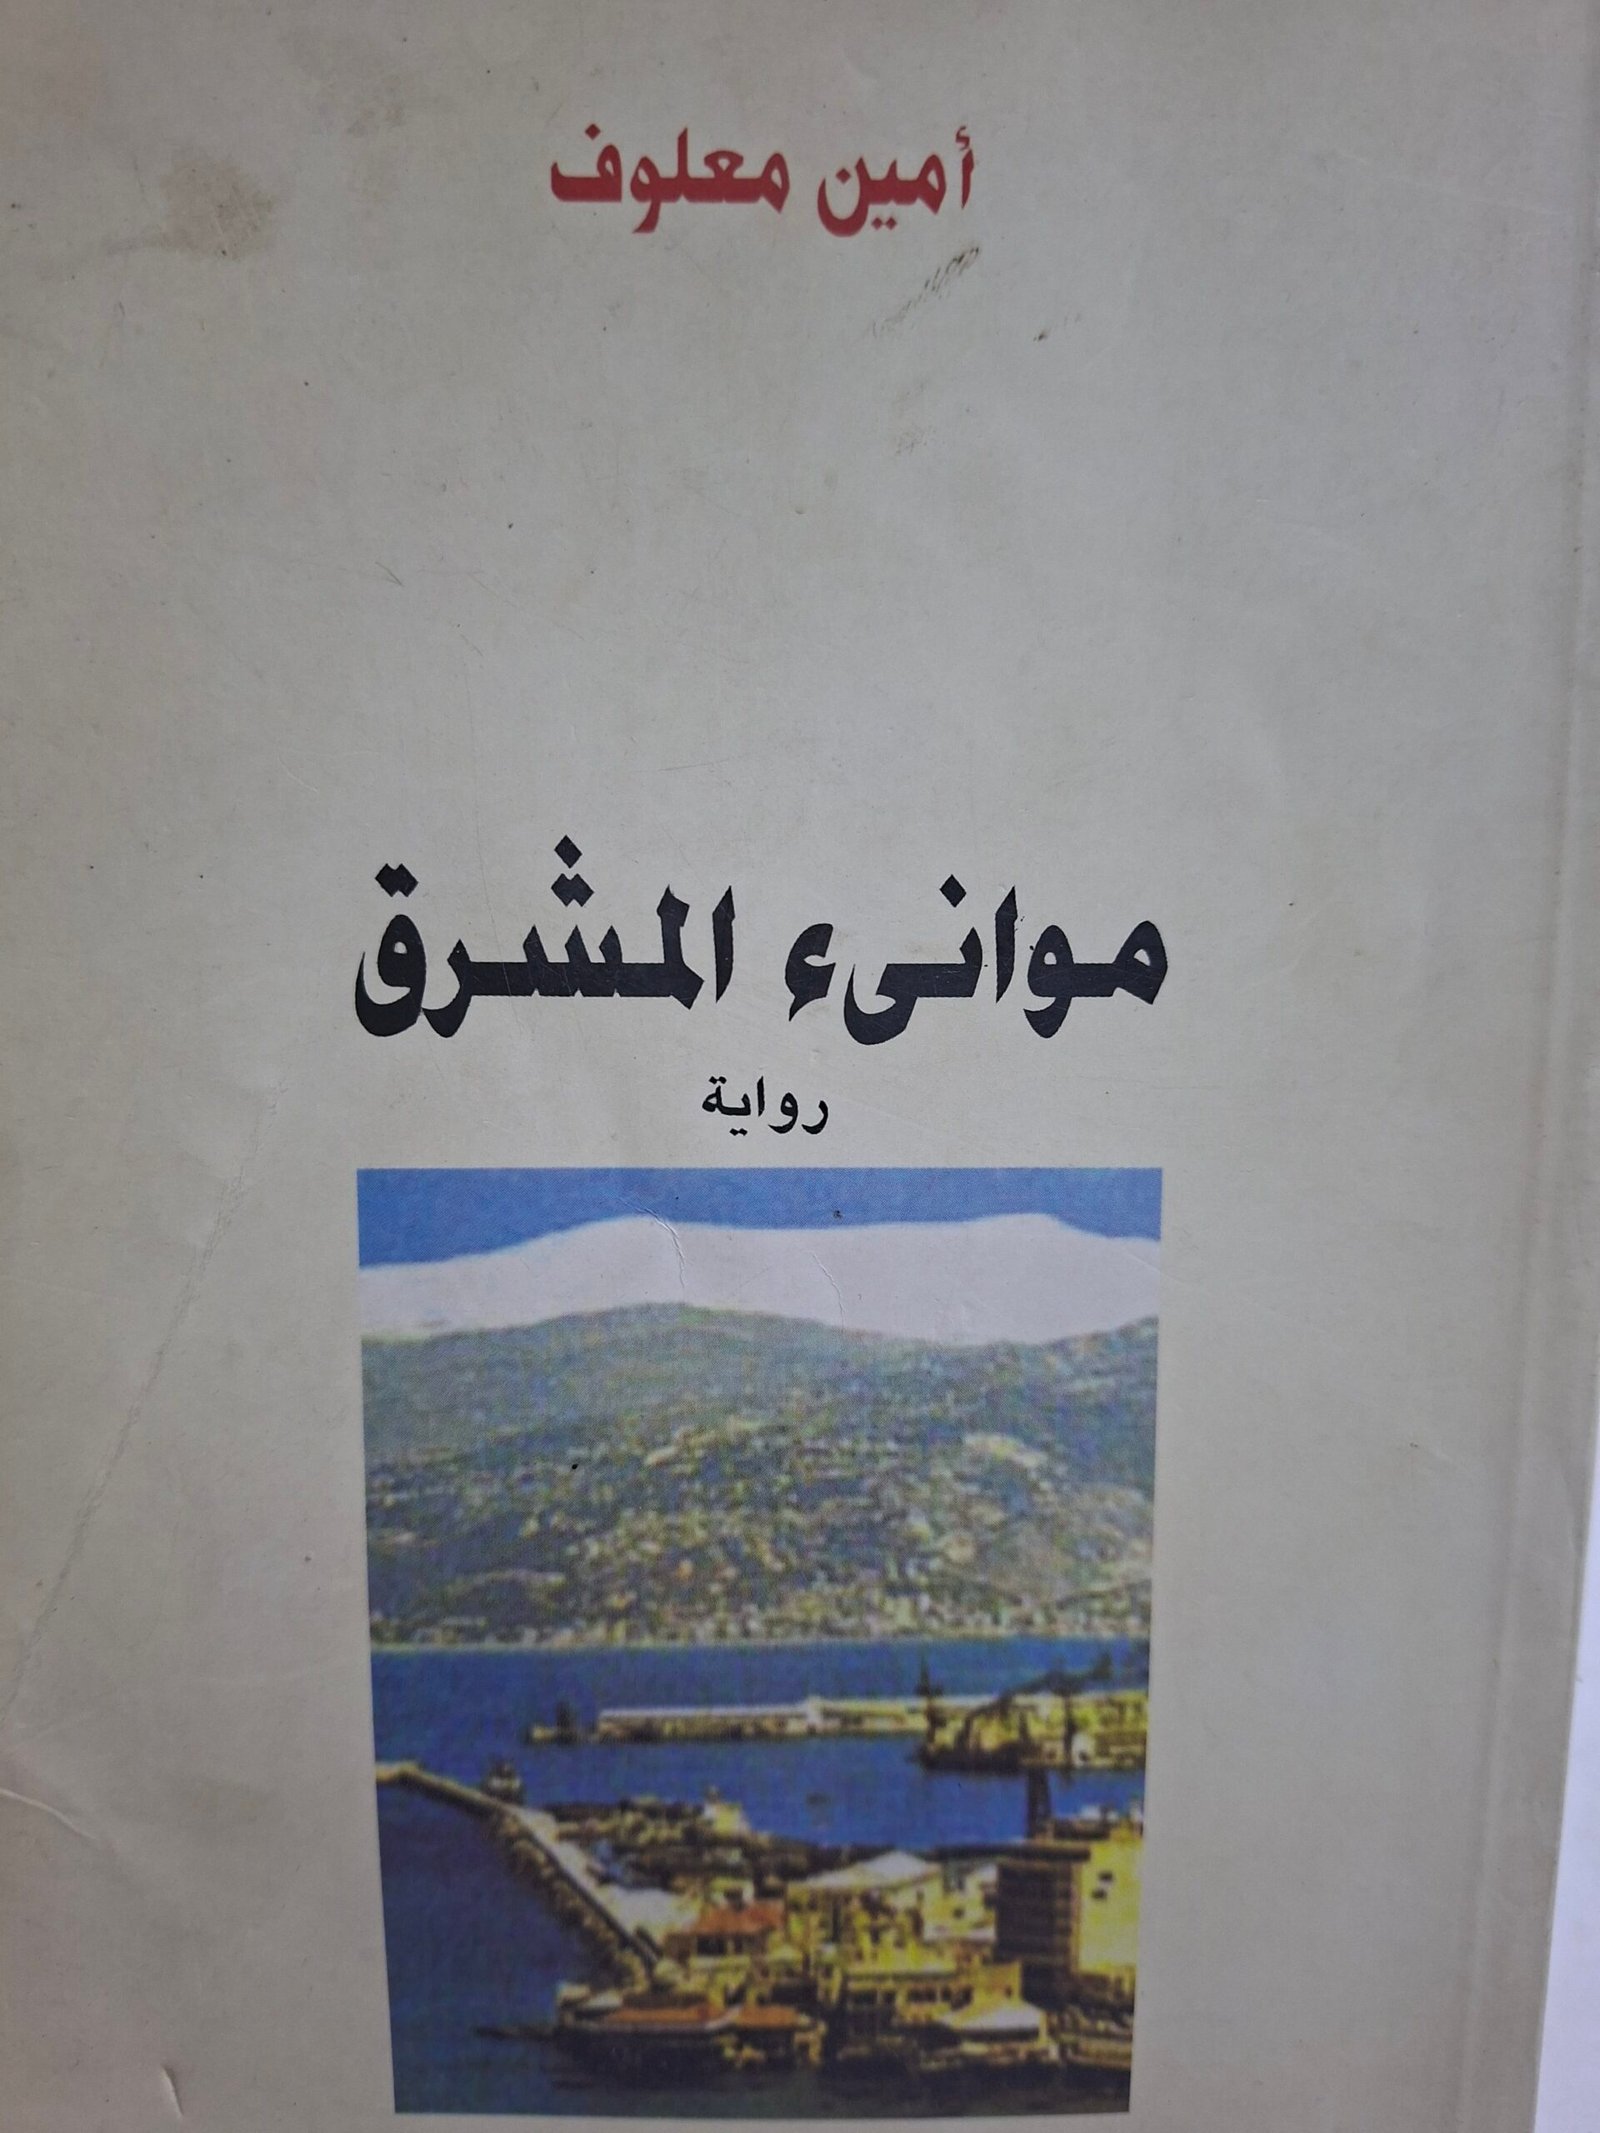 أمين معلوف
موانىء المشرق
رواية